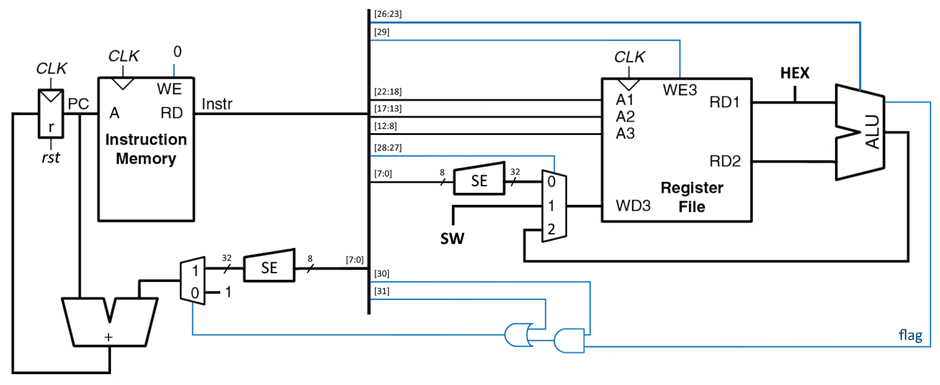 [26:23]
[29]
CLK
PC
r
rst
CLK
0
WE
A
RD
Instruction
Memory
Instr
[22:18]
[17:13]
[12:8]
[28:27]
[7:0]
8
SE
32
0
1
2
SW
CLK
WE3
A1
A2
A3
RD1
RD2
WD3
Register
File
HEX
ALU
1
0
32
SE
8
[7:0]
1
+
[30]
[31]
flag